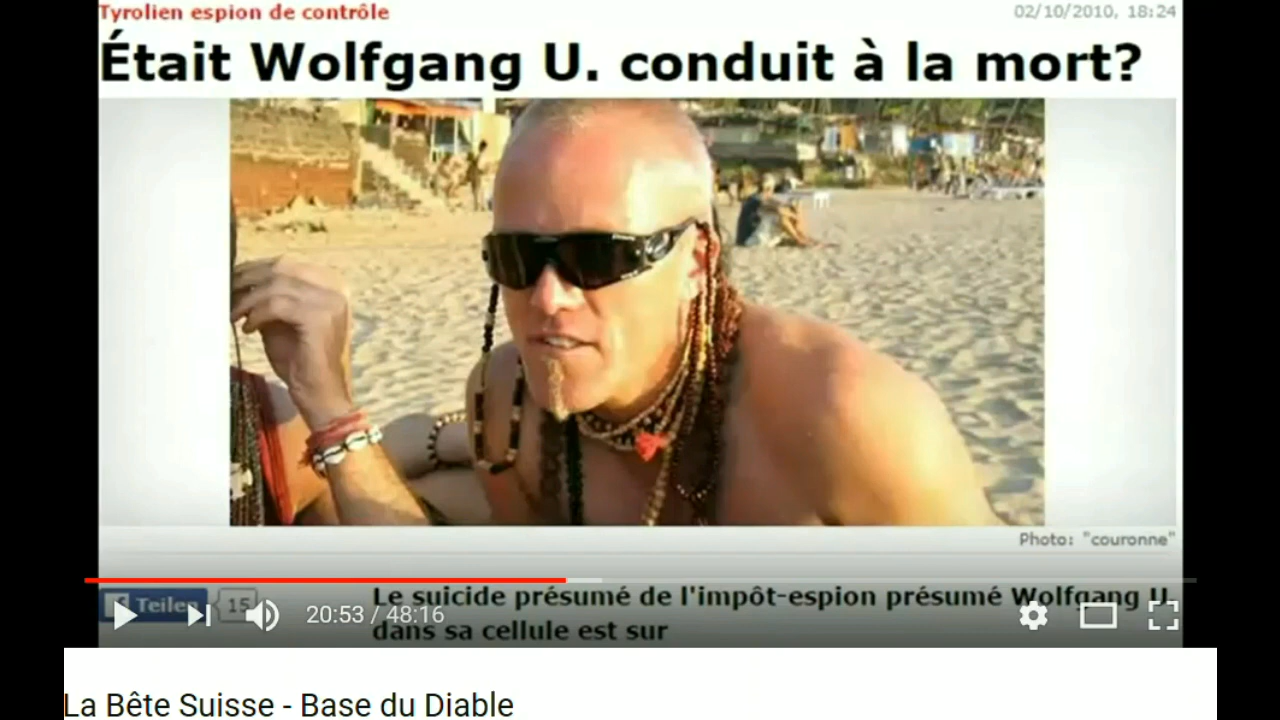 Tyrolien espion de contrôle
02/10/2010, 18:24
Était Wolfgang U. conduit à la mort?
Photo: "couronne"
Teilen 15
Le suicide présumé de l'impôt-espion présumé Wolfgang U.
dans sa cellule est sur
20:53 / 48:16
La Bête Suisse - Base du Diable